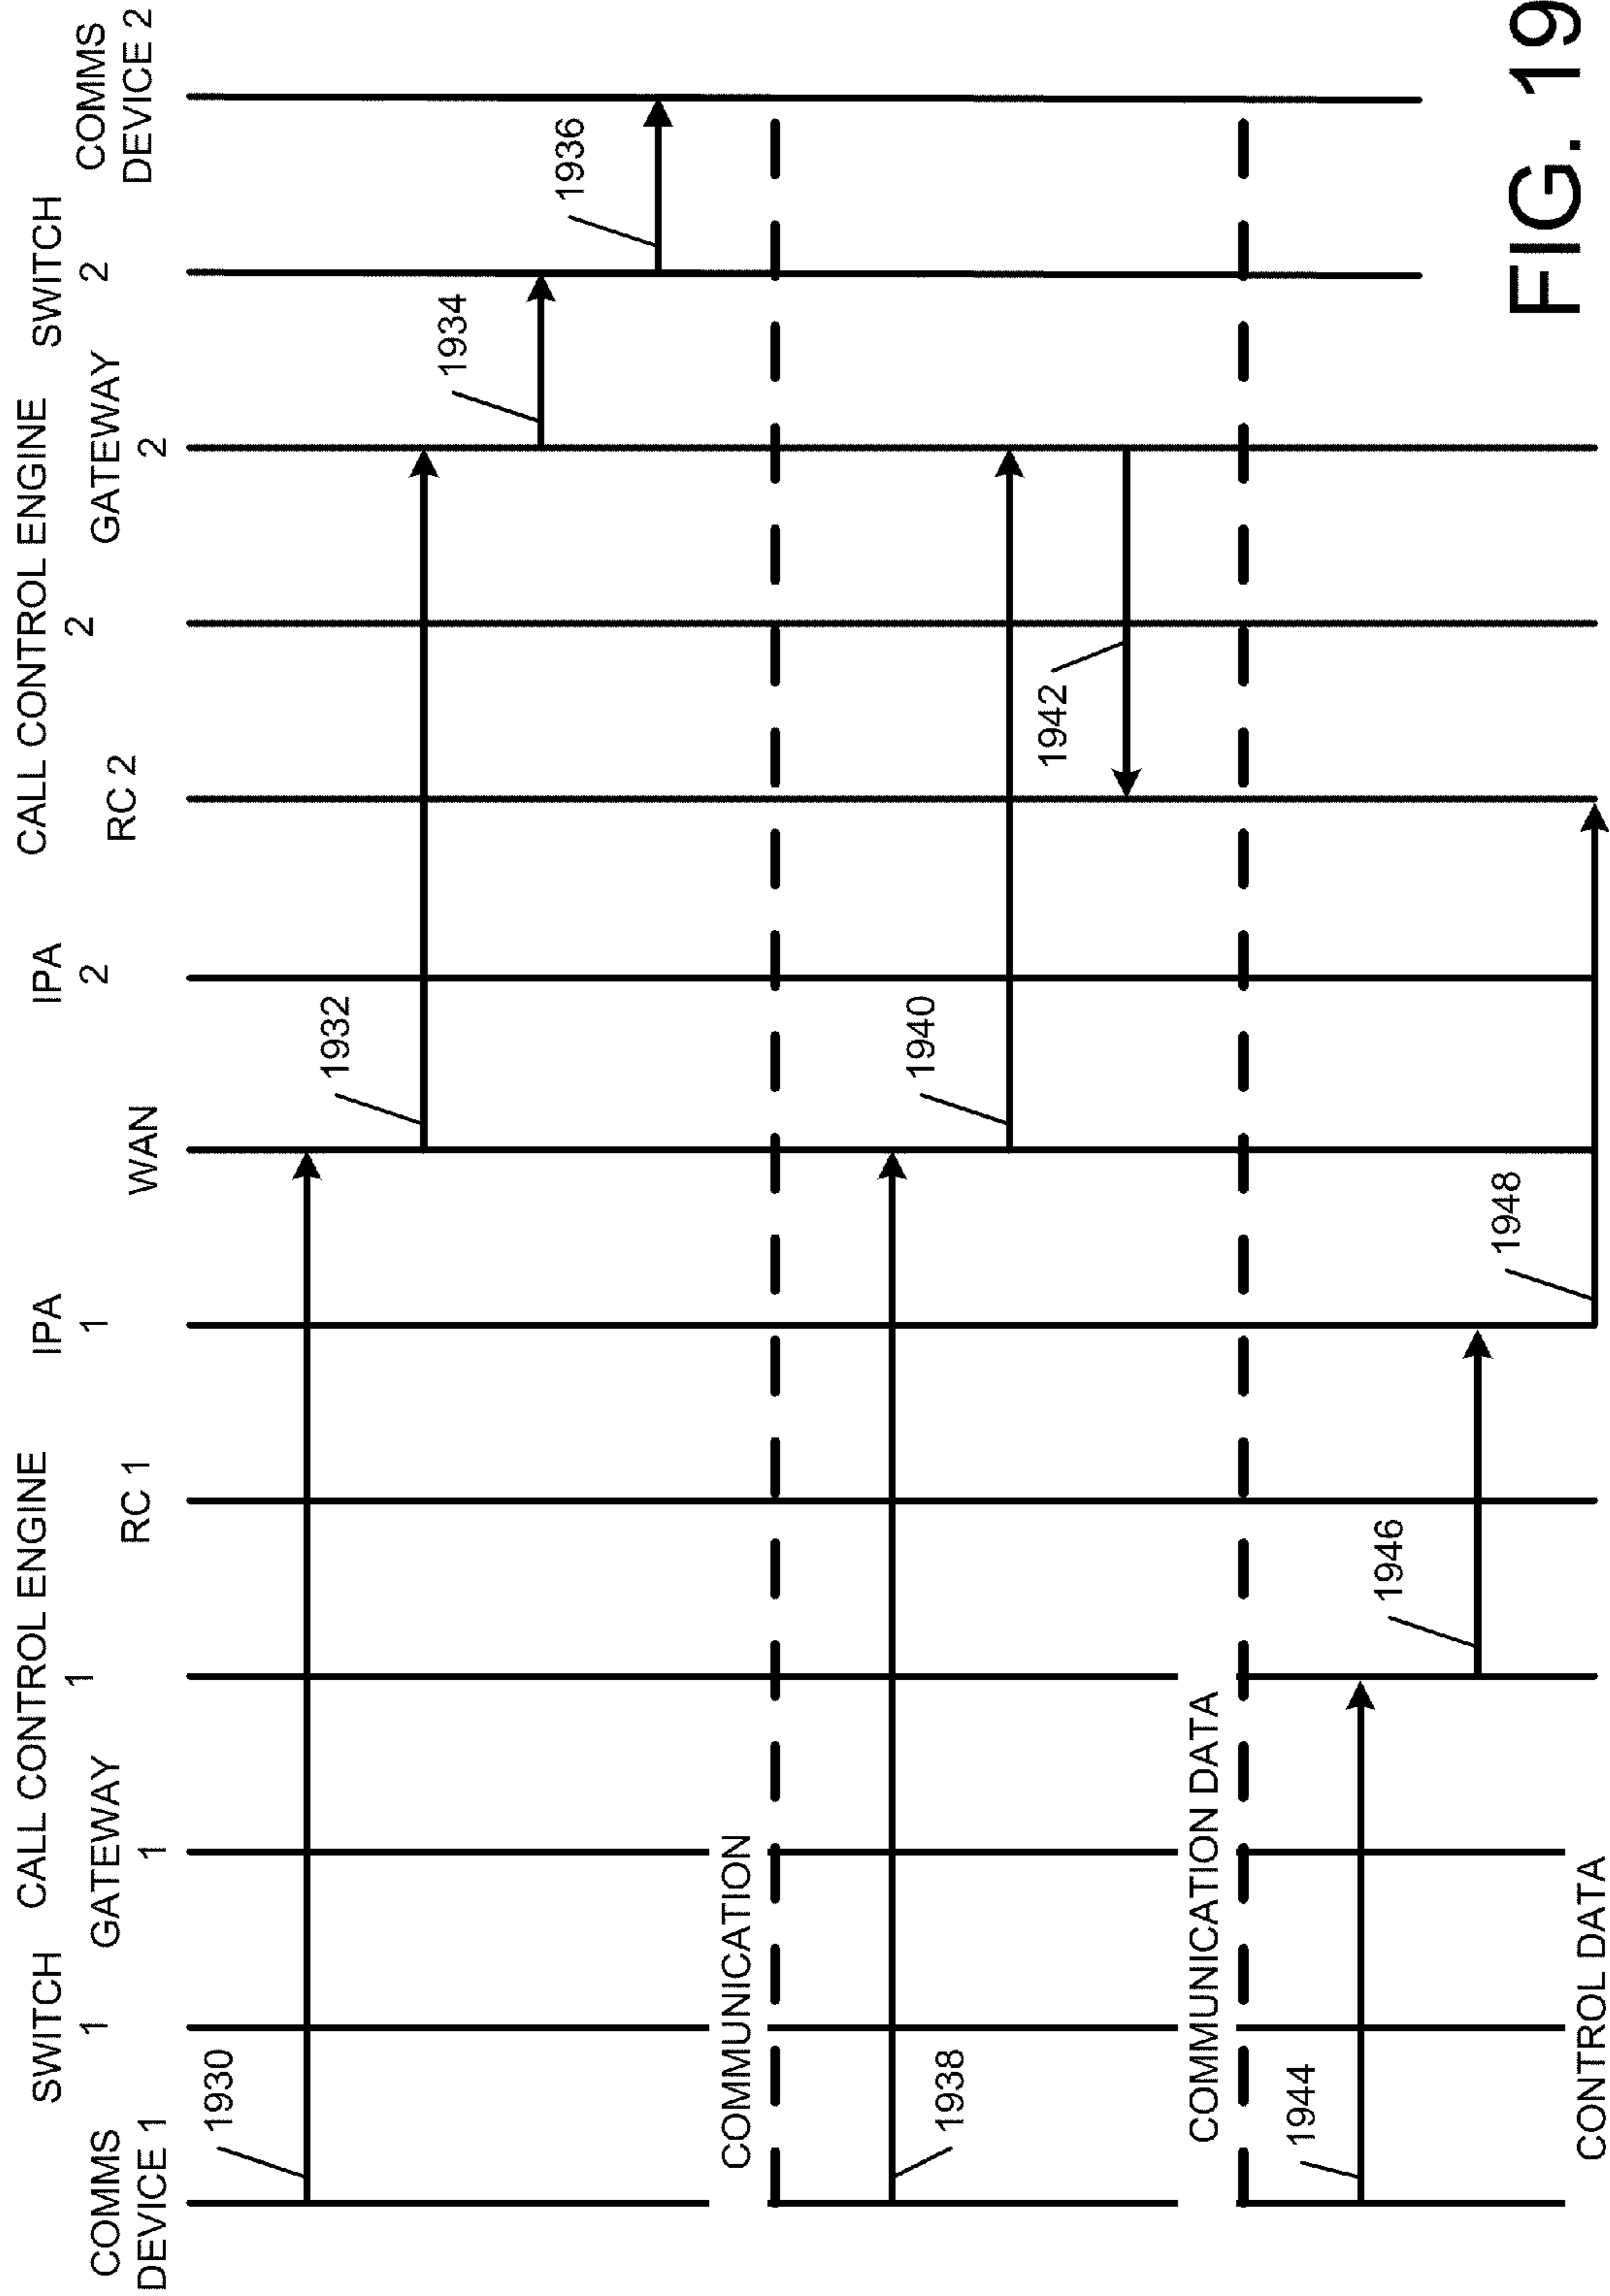 COMMS
DEVICE 1
SWITCH
1
CALL CONTROL ENGINE
GATEWAY
1
1
RC 1
IPA
1
WAN
IPA
2
CALL CONTROL ENGINE
RC 2
2
GATEWAY
2
SWITCH
2
COMMS
DEVICE 2
1930
1932
1934
1936
COMMUNICATION
1938
1940
1942
COMMUNICATION DATA
1944
1946
1948
CONTROL DATA
FIG. 19